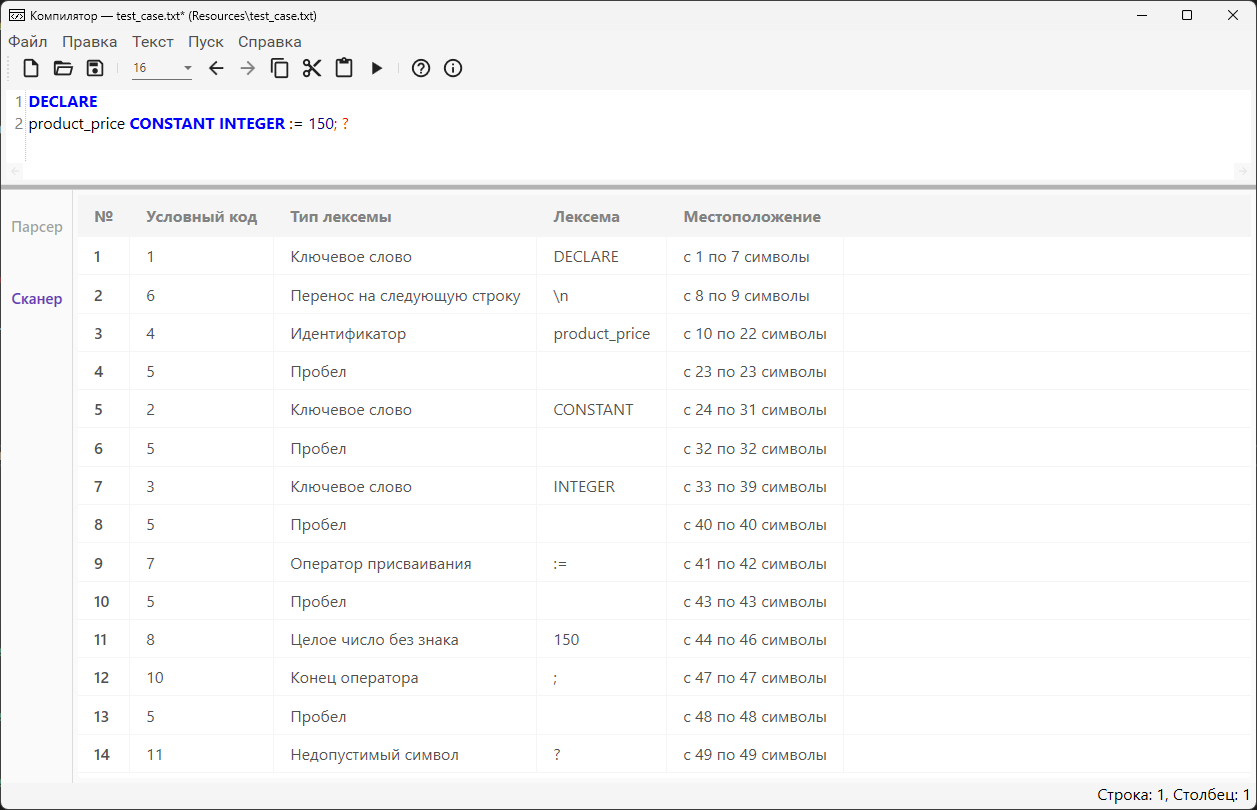 Компилятор — test_case.txt* (Resources\test_case.txt)
Файл Правка Текст Пуск Справка
16
1 DECLARE
2 product_price CONSTANT INTEGER := 150; ?
Парсер
Сканер
№ Условный код Тип лексемы Лексема Местоположение
1 1 Ключевое слово DECLARE с 1 по 7 символы
2 6 Перенос на следующую строку \n с 8 по 9 символы
3 4 Идентификатор product_price с 10 по 22 символы
4 5 Пробел с 23 по 23 символы
5 2 Ключевое слово CONSTANT с 24 по 31 символы
6 5 Пробел с 32 по 32 символы
7 3 Ключевое слово INTEGER с 33 по 39 символы
8 5 Пробел с 40 по 40 символы
9 7 Оператор присваивания := с 41 по 42 символы
10 5 Пробел с 43 по 43 символы
11 8 Целое число без знака 150 с 44 по 46 символы
12 10 Конец оператора ; с 47 по 47 символы
13 5 Пробел с 48 по 48 символы
14 11 Недопустимый символ ? с 49 по 49 символы
Строка: 1, Столбец: 1